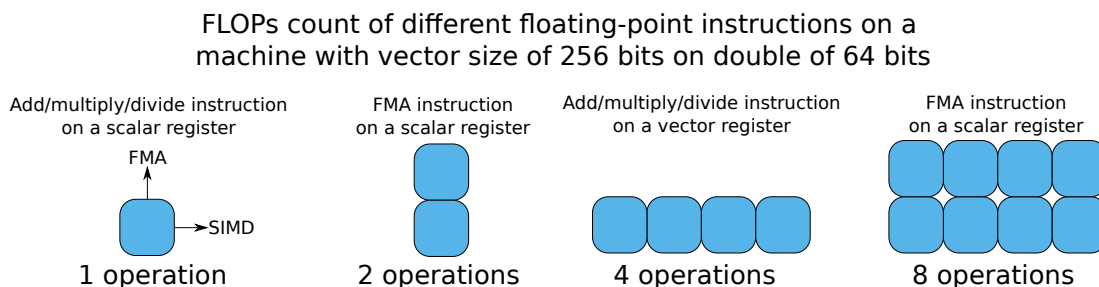 FLOPs count of different floating-point instructions on a
machine with vector size of 256 bits on double of 64 bits
Add/multiply/divide instruction
on a scalar register
FMA
SIMD
1 operation
FMA instruction
on a scalar register
2 operations
Add/multiply/divide instruction
on a vector register
4 operations
FMA instruction
on a scalar register
8 operations